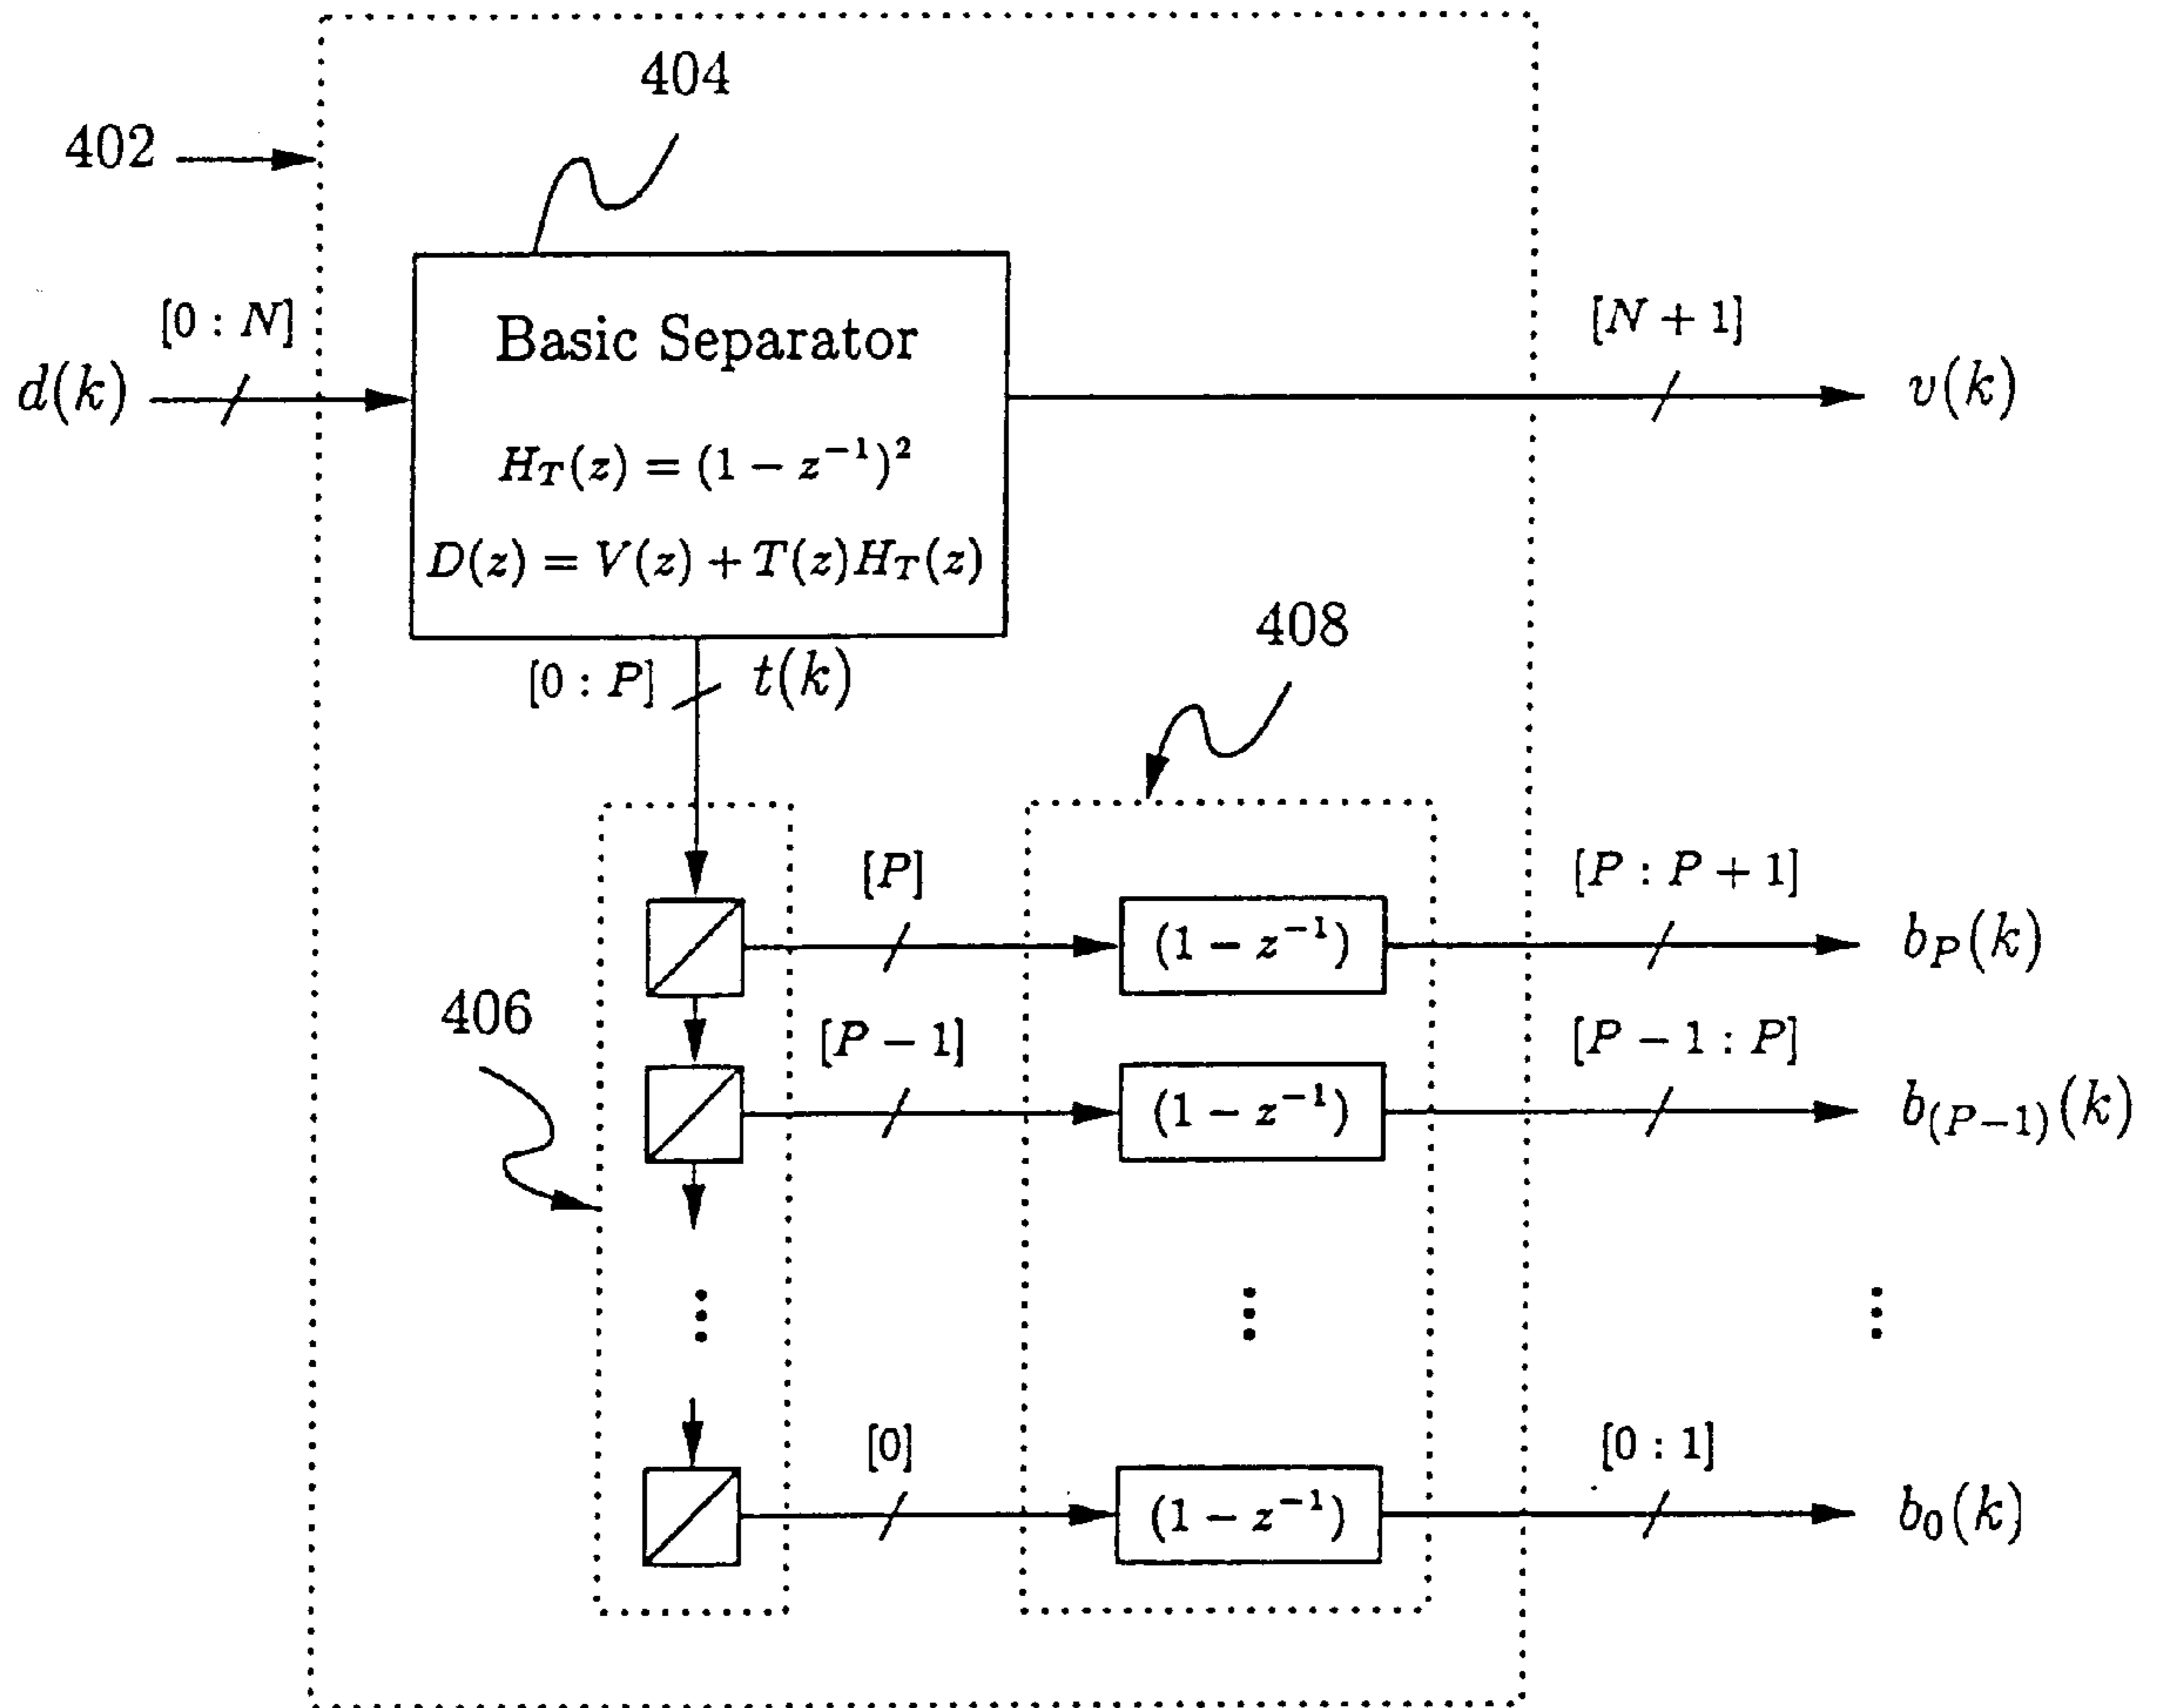 404
402
[0 : N]
d(k)
Basic Separator
H_T(z) = (1 − z⁻¹)²
D(z) = V(z) + T(z)H_T(z)
[N + 1]
v(k)
[0 : P]
t(k)
408
[P]
(1 − z⁻¹)
[P : P + 1]
b_P(k)
406
[P − 1]
(1 − z⁻¹)
[P − 1 : P]
b_(P−1)(k)
⋮ ⋮ ⋮
[0]
(1 − z⁻¹)
[0 : 1]
b₀(k)